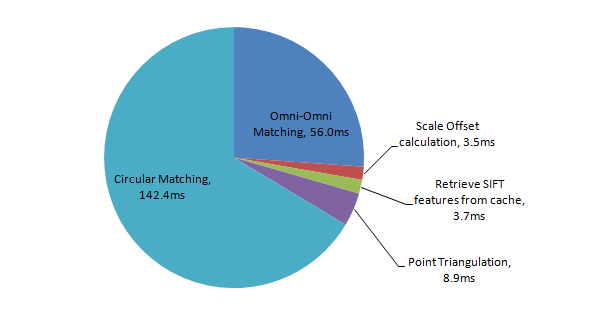 Omni-Omni
Matching, 56.0ms
Scale Offset
calculation, 3.5ms
Retrieve SIFT
features from cache,
3.7ms
Point Triangulation,
8.9ms
Circular Matching,
142.4ms